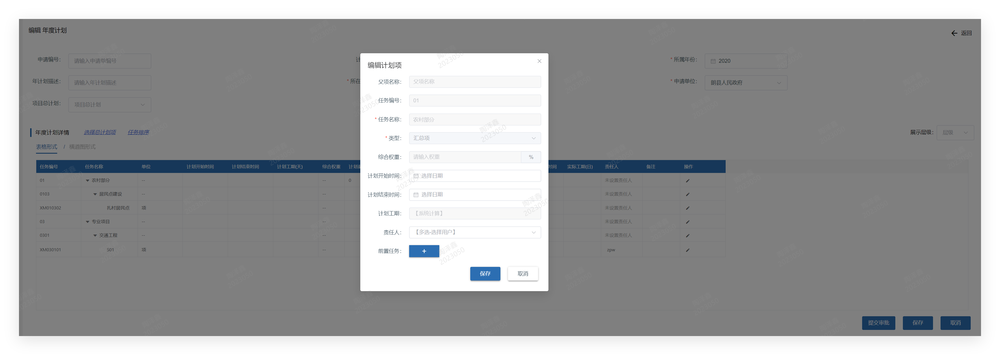 编辑 年度计划
返回
申请编号： 请输入申请单编号
计
* 所属年份： 2020
年计划描述： 请输入年计划描述
* 所在
* 申请单位： 朗县人民政府
项目总计划： 项目总计划
年度计划详情 选择总计划项 任务排序
展示层级： 层级
表格形式 / 横道图形式
任务编号 任务名称 单位 计划开始时间 计划结束时间 计划工期(天) 综合权重 时间 实际工期(日) 责任人 备注 操作
01 农村部分 -- -- 0 未设置责任人
0103 居民点建设 -- -- 未设置责任人
XM010302 扎村居民点 项 -- 未设置责任人
03 专业项目 -- -- 未设置责任人
0301 交通工程 -- -- 未设置责任人
XM030101 S01 项 -- zpw
提交审批 保存 取消
编辑计划项
父项名称： 父项名称
任务编号： 01
* 任务名称： 农村部分
* 类型： 汇总项
综合权重： 请输入权重 %
计划开始时间： 选择日期
计划结束时间： 选择日期
计划工期： 【系统计算】
责任人： 【多选-选择用户】
前置任务： +
保存 取消
陶泽鑫
2023050